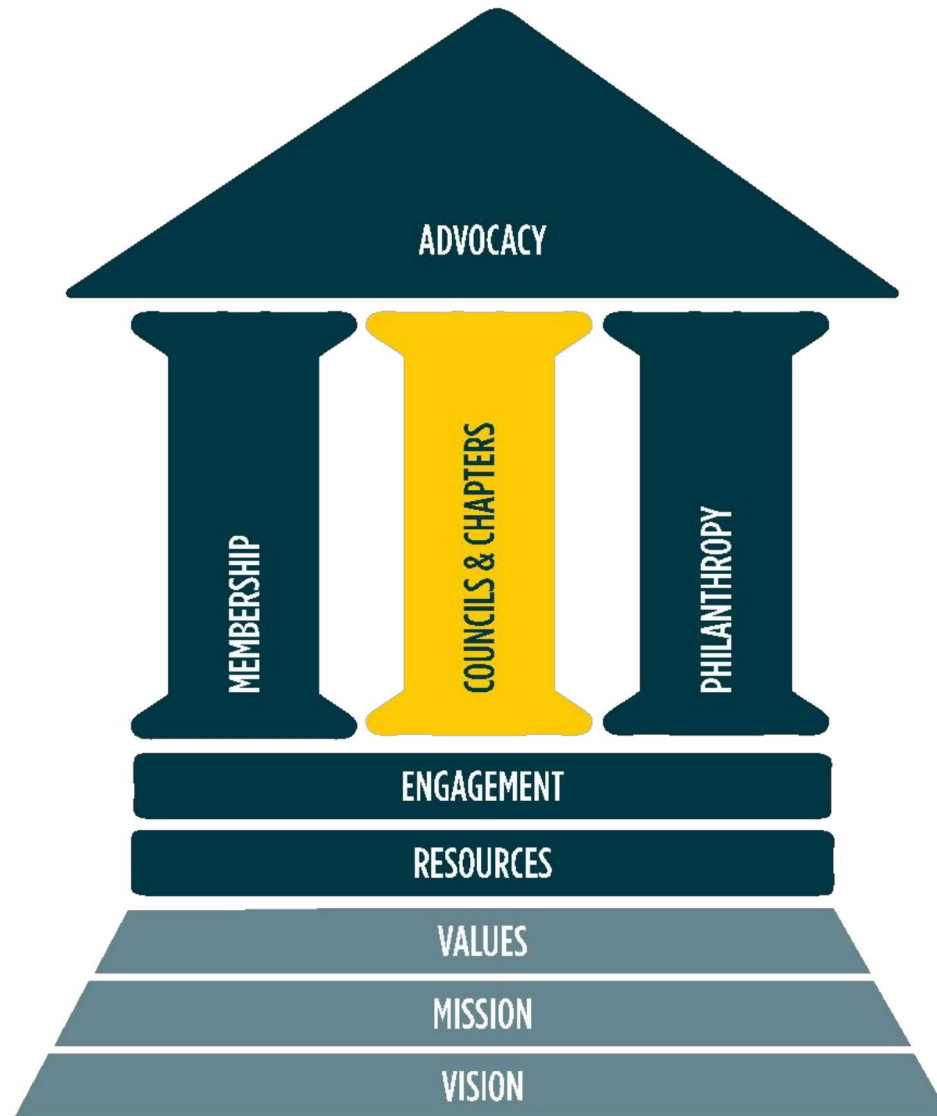 ADVOCACY
MEMBERSHIP
COUNCILS & CHAPTERS
PHILANTHROPY
ENGAGEMENT
RESOURCES
VALUES
MISSION
VISION